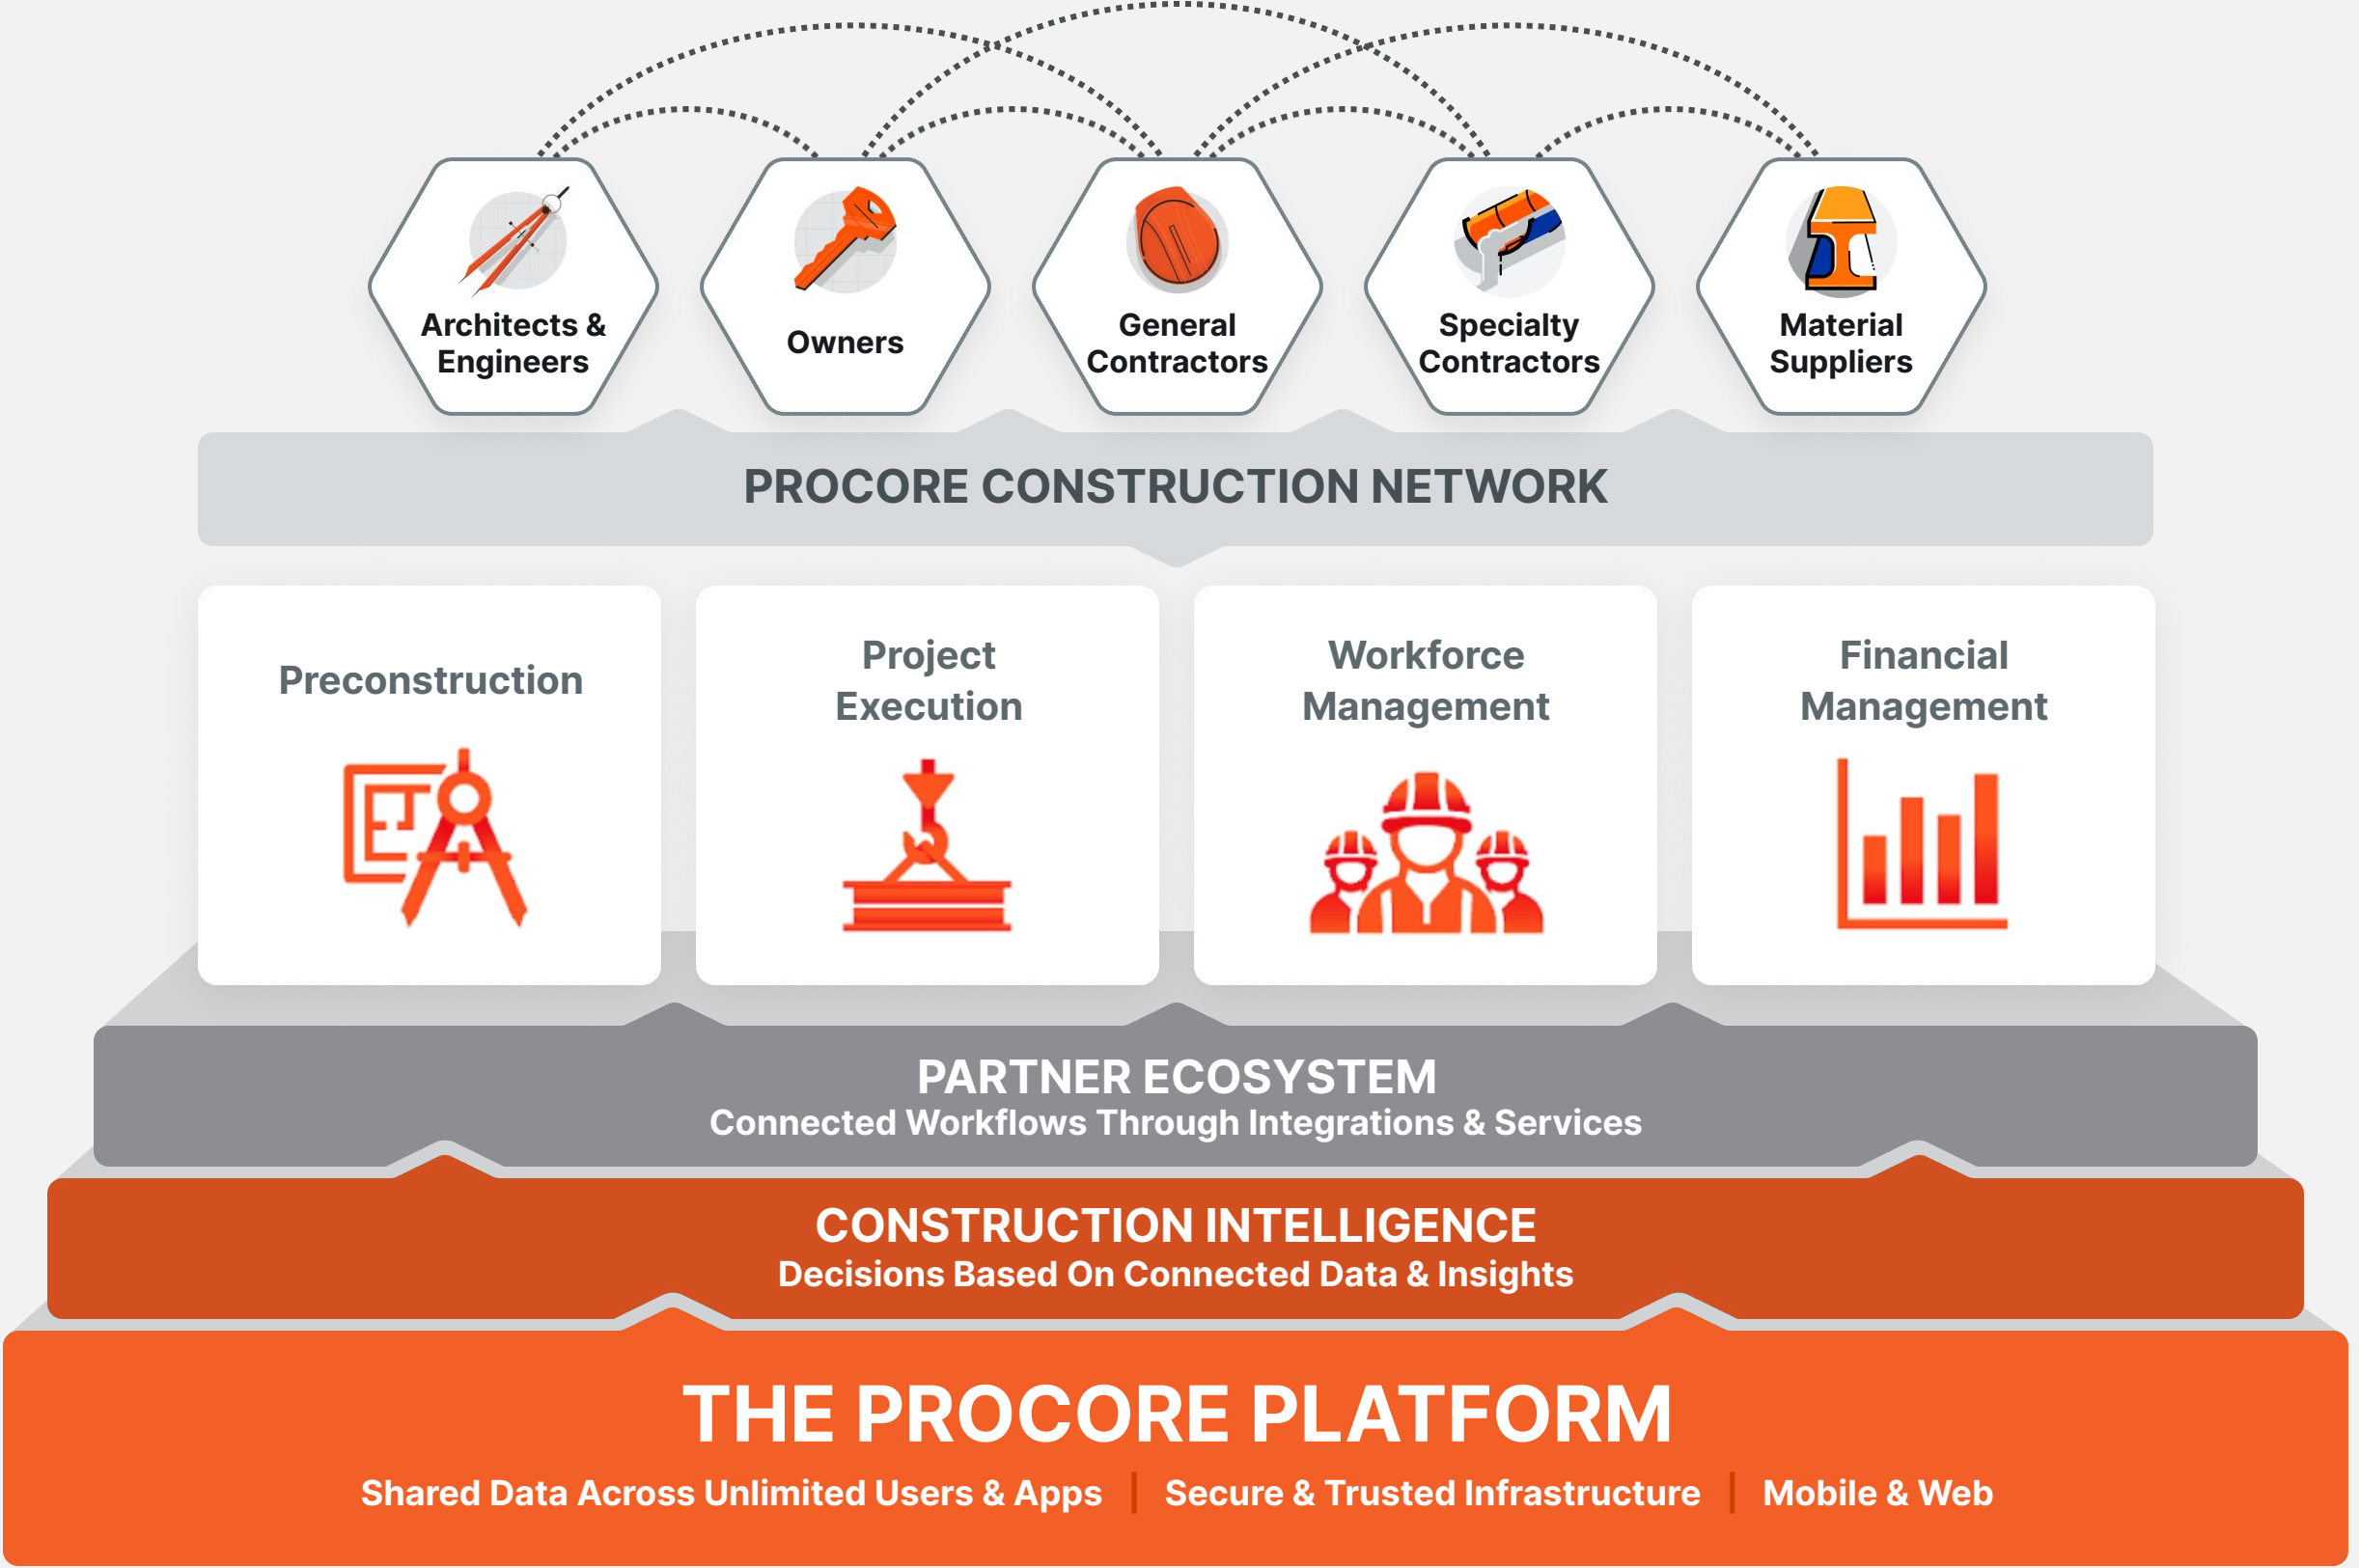 Architects &
Engineers
Owners
General
Contractors
Specialty
Contractors
Material
Suppliers
PROCORE CONSTRUCTION NETWORK
Preconstruction
Project
Execution
Workforce
Management
Financial
Management
PARTNER ECOSYSTEM
Connected Workflows Through Integrations & Services
CONSTRUCTION INTELLIGENCE
Decisions Based On Connected Data & Insights
THE PROCORE PLATFORM
Shared Data Across Unlimited Users & Apps | Secure & Trusted Infrastructure | Mobile & Web